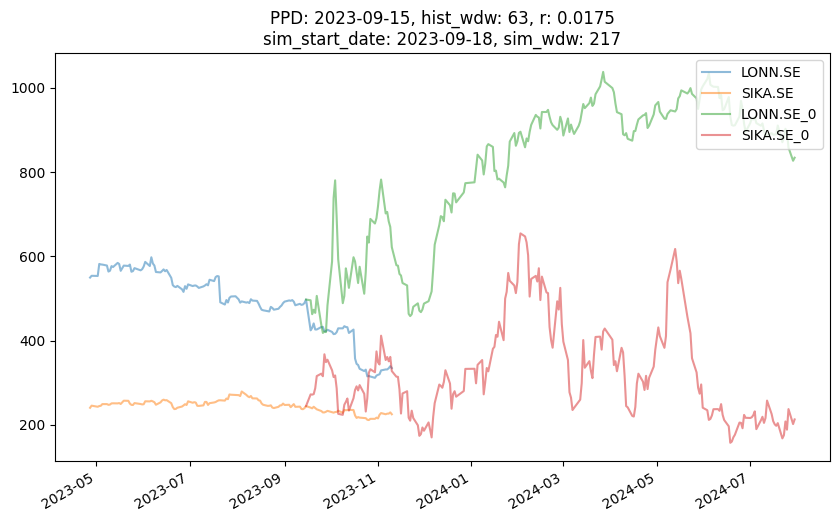 PPD: 2023-09-15, hist_wdw: 63, r: 0.0175
sim_start_date: 2023-09-18, sim_wdw: 217
1000
800
600
400
200
LONN.SE
SIKA.SE
LONN.SE_0
SIKA.SE_0
2023-05
2023-07
2023-09
2023-11
2024-01
2024-03
2024-05
2024-07